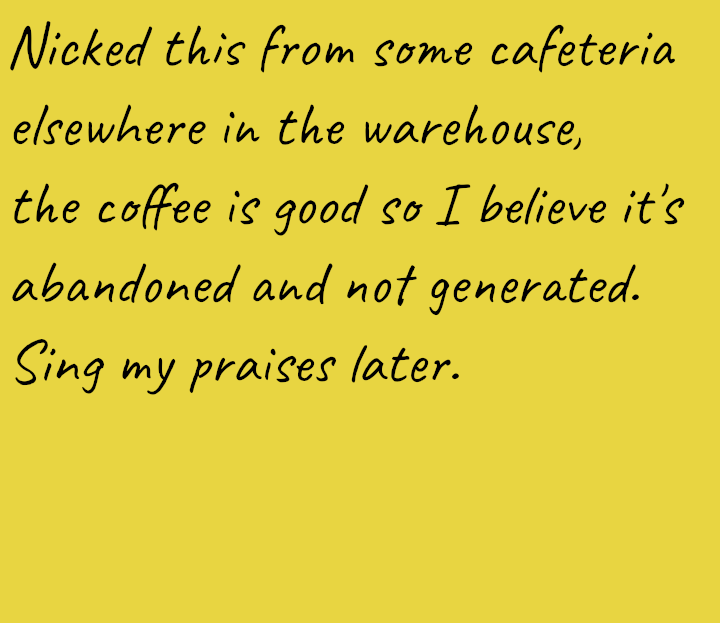 Nicked this from some cafeteria
elsewhere in the warehouse,
the coffee is good so I believe it's
abandoned and not generated.
Sing my praises later.